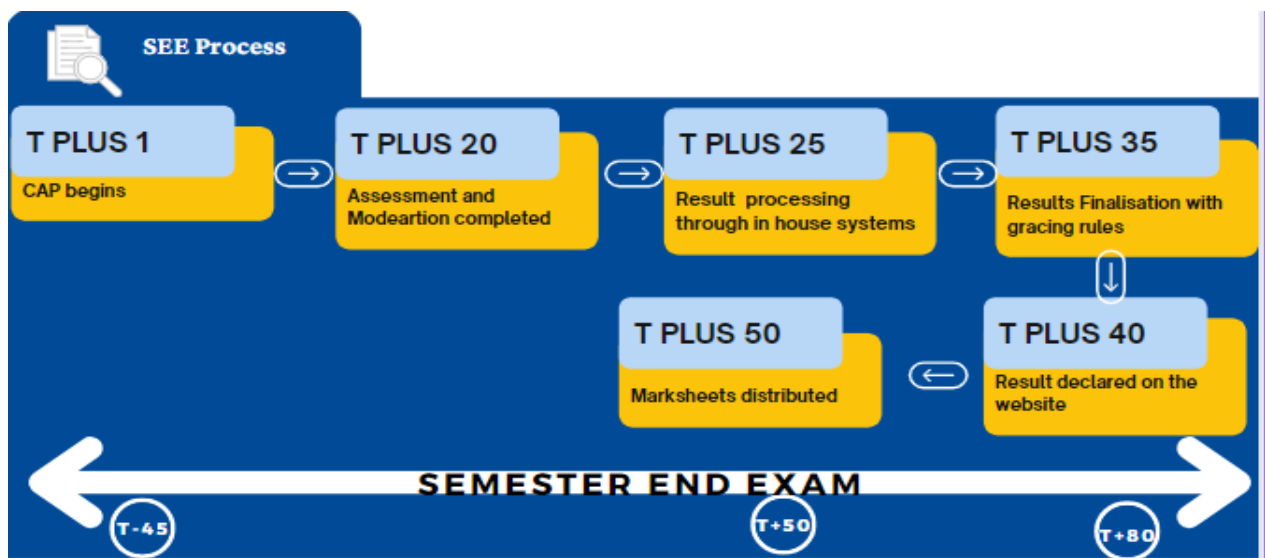 SEE Process
T PLUS 1
CAP begins
T PLUS 20
Assessment and
Modeartion completed
T PLUS 25
Result processing
through in house systems
T PLUS 35
Results Finalisation with
gracing rules
T PLUS 40
Result declared on the
website
T PLUS 50
Marksheets distributed
SEMESTER END EXAM
T-45
T+50
T+80